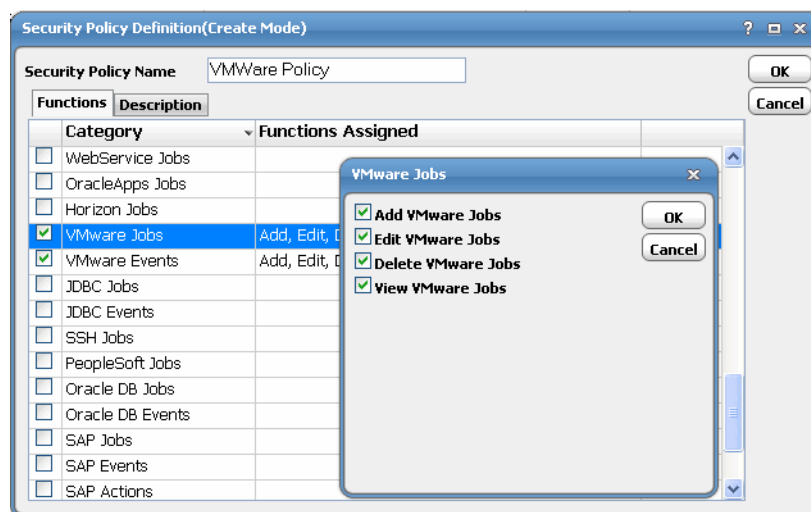 Security Policy Definition(Create Mode)
?
Security Policy Name VMWare Policy
OK
Cancel
Functions Description
Category Functions Assigned
WebService Jobs
OracleApps Jobs
Horizon Jobs
VMware Jobs Add, Edit,
VMware Events Add, Edit,
JDBC Jobs
JDBC Events
SSH Jobs
PeopleSoft Jobs
Oracle DB Jobs
Oracle DB Events
SAP Jobs
SAP Events
SAP Actions
VMware Jobs
Add VMware Jobs
Edit VMware Jobs
Delete VMware Jobs
View VMware Jobs
OK
Cancel